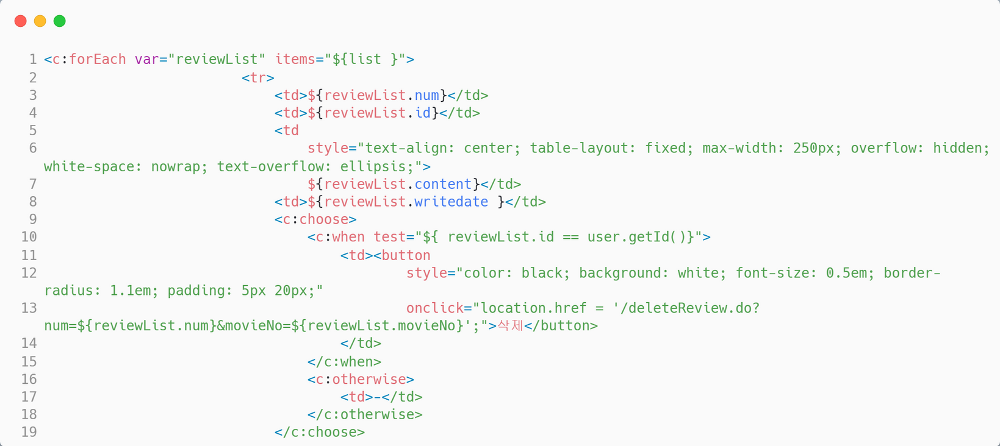 1 <c:forEach var="reviewList" items="${list }">
2 <tr>
3 <td>${reviewList.num}</td>
4 <td>${reviewList.id}</td>
5 <td
6 style="text-align: center; table-layout: fixed; max-width: 250px; overflow: hidden;
white-space: nowrap; text-overflow: ellipsis;">
7 ${reviewList.content}</td>
8 <td>${reviewList.writedate }</td>
9 <c:choose>
10 <c:when test="${ reviewList.id == user.getId()}">
11 <td><button
12 style="color: black; background: white; font-size: 0.5em; border-
radius: 1.1em; padding: 5px 20px;"
13 onclick="location.href = '/deleteReview.do?
num=${reviewList.num}&movieNo=${reviewList.movieNo}';">삭제</button>
14 </td>
15 </c:when>
16 <c:otherwise>
17 <td>-</td>
18 </c:otherwise>
19 </c:choose>